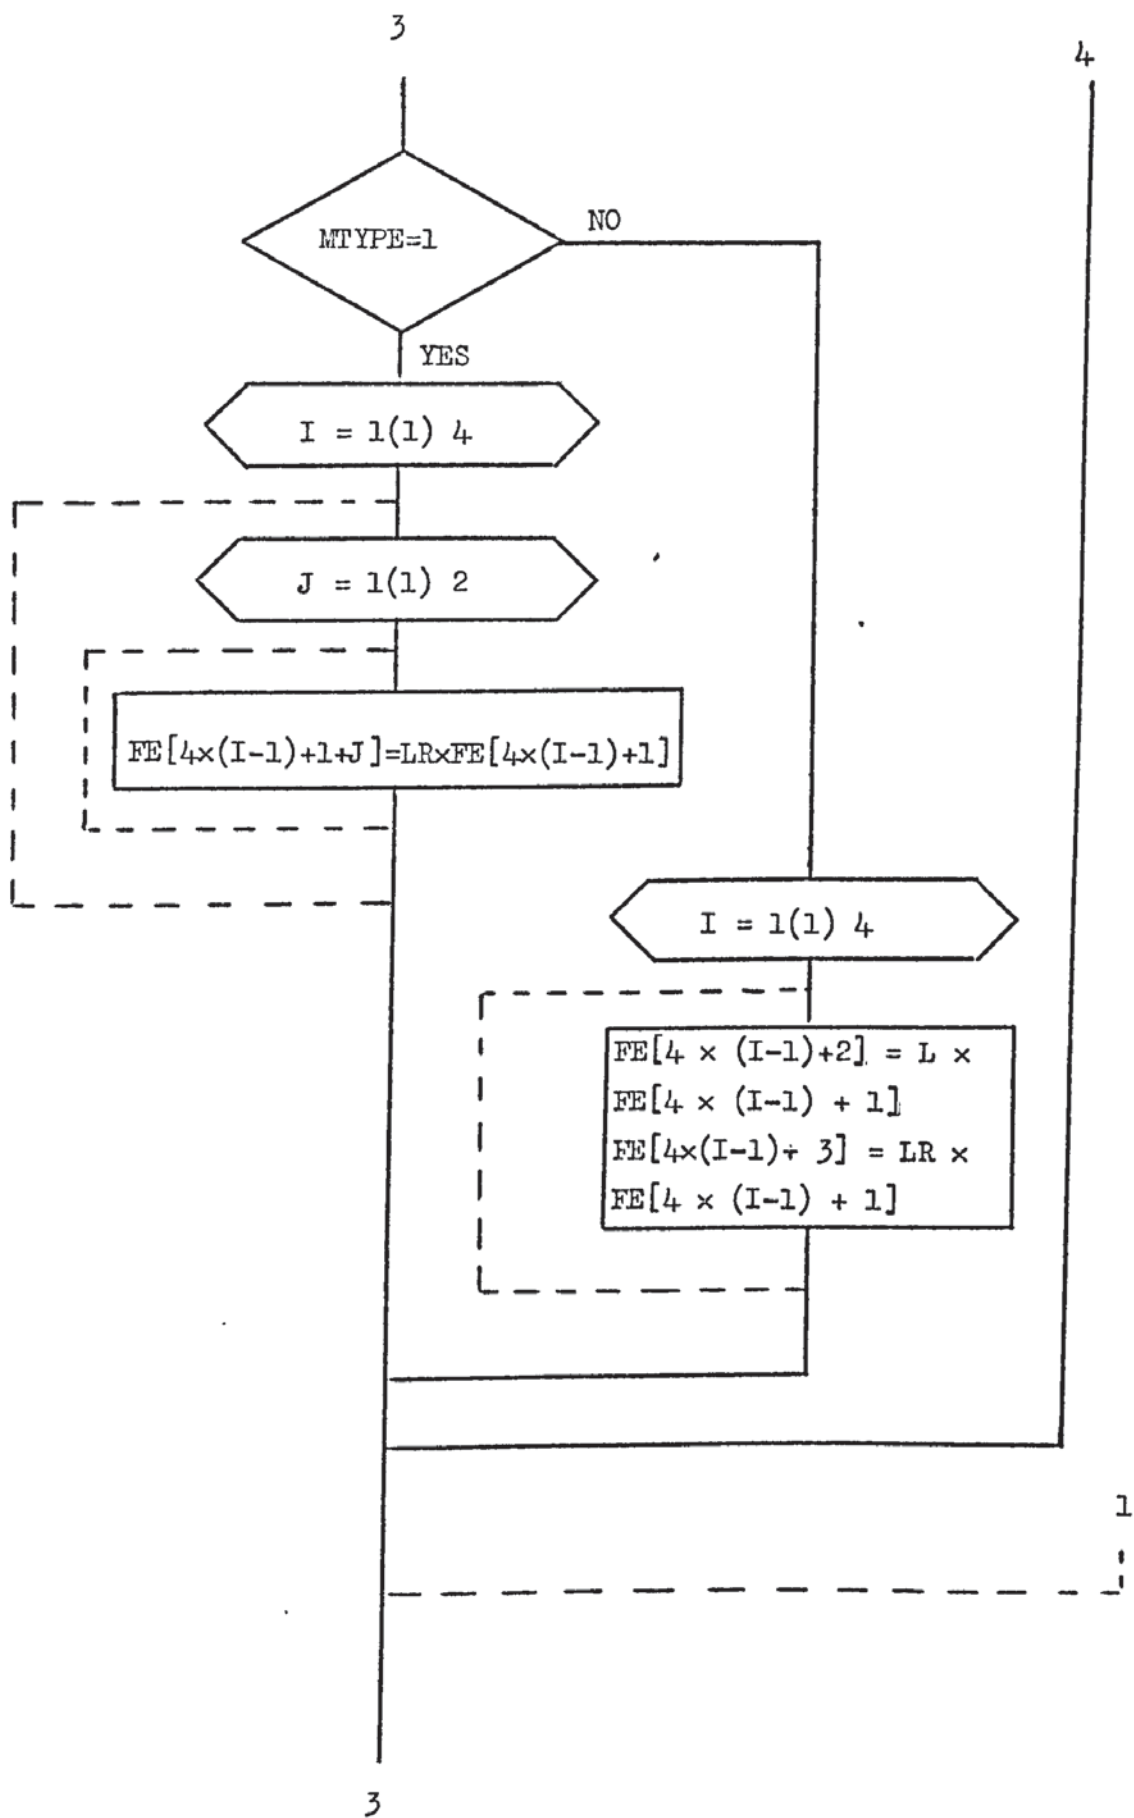 3
4
MTYPE=1
NO
YES
I = 1(1) 4
J = 1(1) 2
FE[4×(I-1)+1+J]=LR×FE[4×(I-1)+1]
I = 1(1) 4
FE[4 × (I-1)+2] = L ×
FE[4 × (I-1) + 1]
FE[4×(I-1)+ 3] = LR ×
FE[4 × (I-1) + 1]
1
3